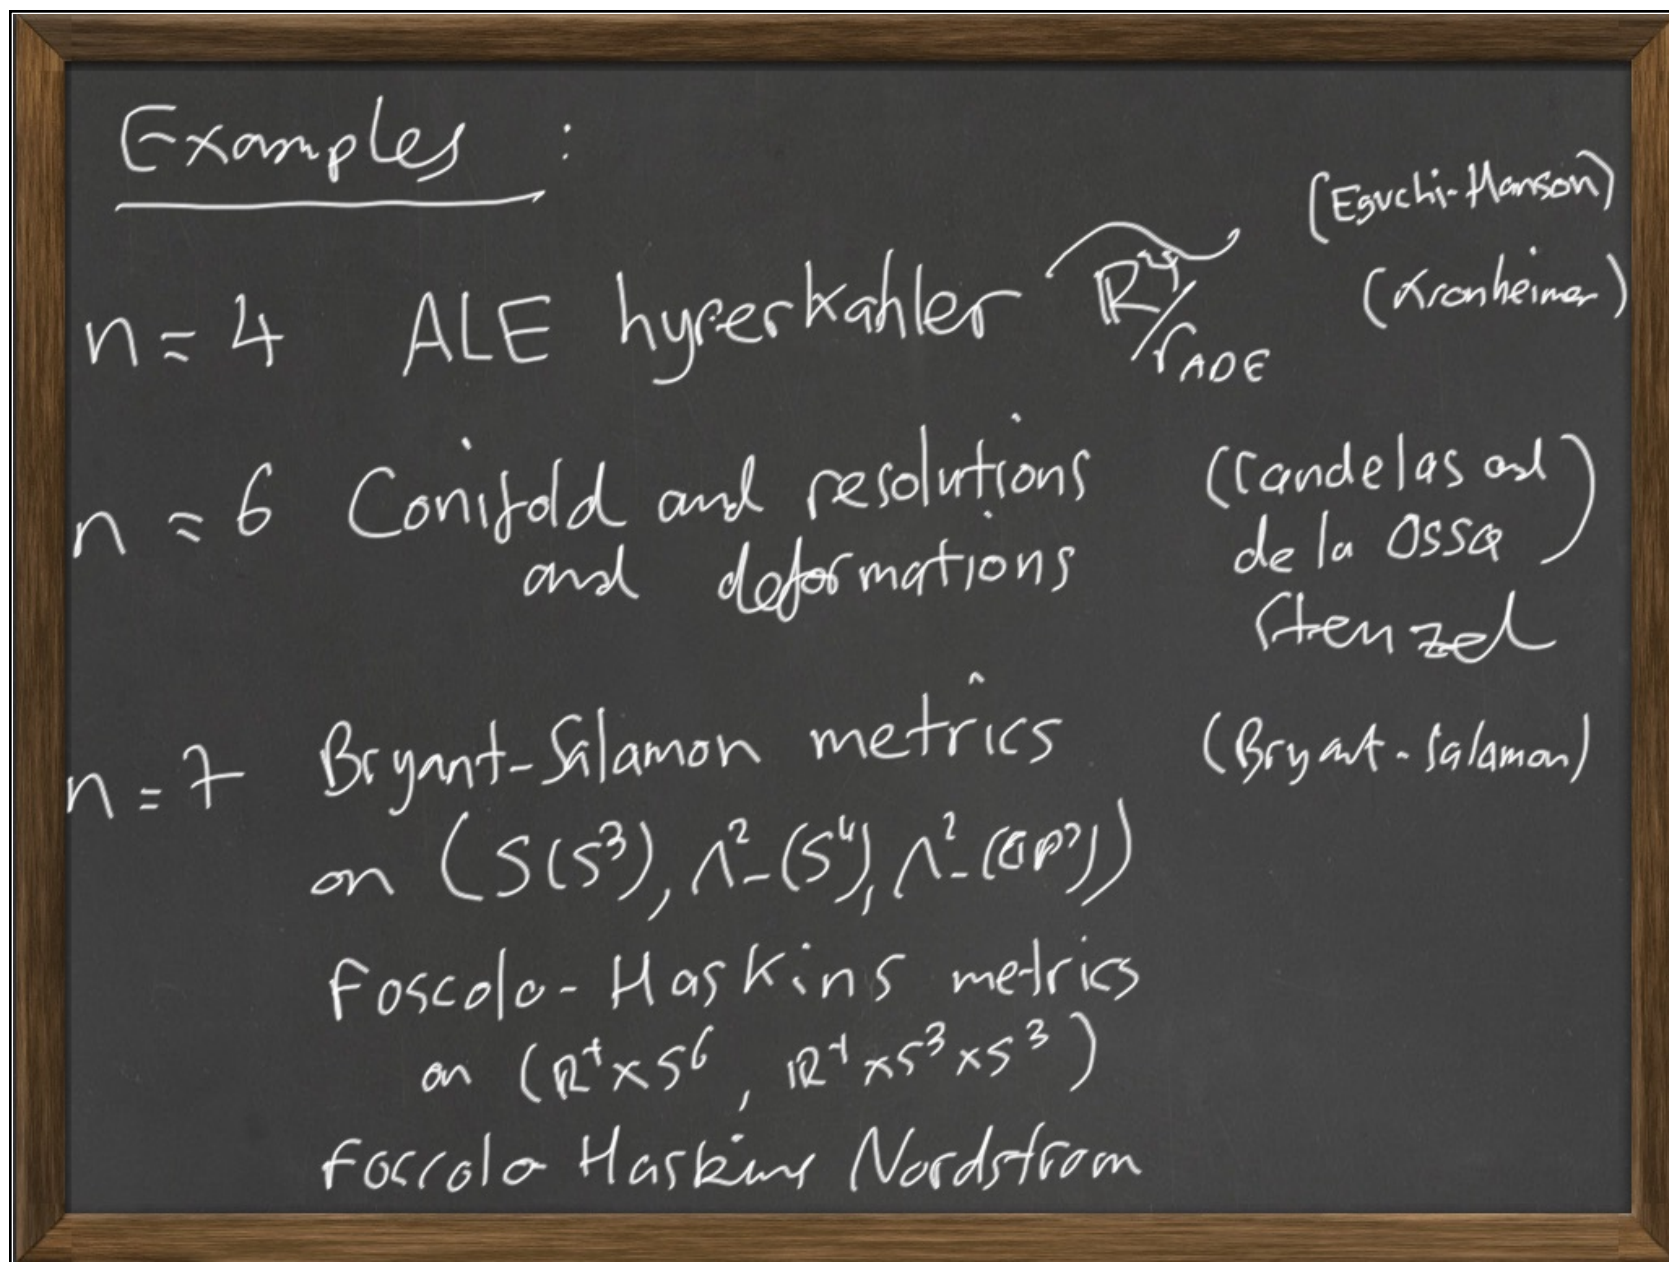 Examples :
(Eguchi-Hanson)
n = 4 ALE hyperkahler R⁴/Γ_ADE (Kronheimer)
n = 6 Conifold and resolutions (Candelas and
and deformations de la Ossa)
Stenzel
n = 7 Bryant-Salamon metrics (Bryant-Salamon)
on (S(S³), Λ²₋(S⁴), Λ²₋(CP²))
Foscolo-Haskins metrics
on (R⁺×S⁶, R⁺×S³×S³)
Foscolo Haskins Nordstrom